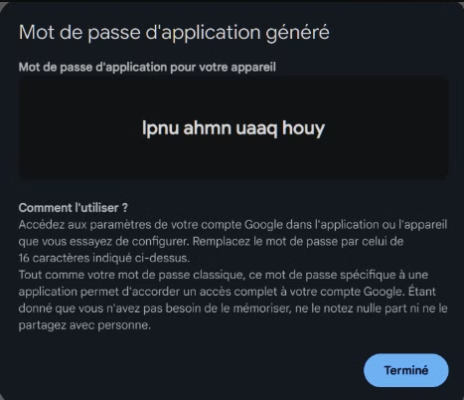 Mot de passe d'application généré
Mot de passe d'application pour votre appareil
lpnu ahmn uaaq houy
Comment l'utiliser ?
Accédez aux paramètres de votre compte Google dans l'application ou l'appareil
que vous essayez de configurer. Remplacez le mot de passe par celui de
16 caractères indiqué ci-dessus.
Tout comme votre mot de passe classique, ce mot de passe spécifique à une
application permet d'accorder un accès complet à votre compte Google. Étant
donné que vous n'avez pas besoin de le mémoriser, ne le notez nulle part ni ne le
partagez avec personne.
Terminé